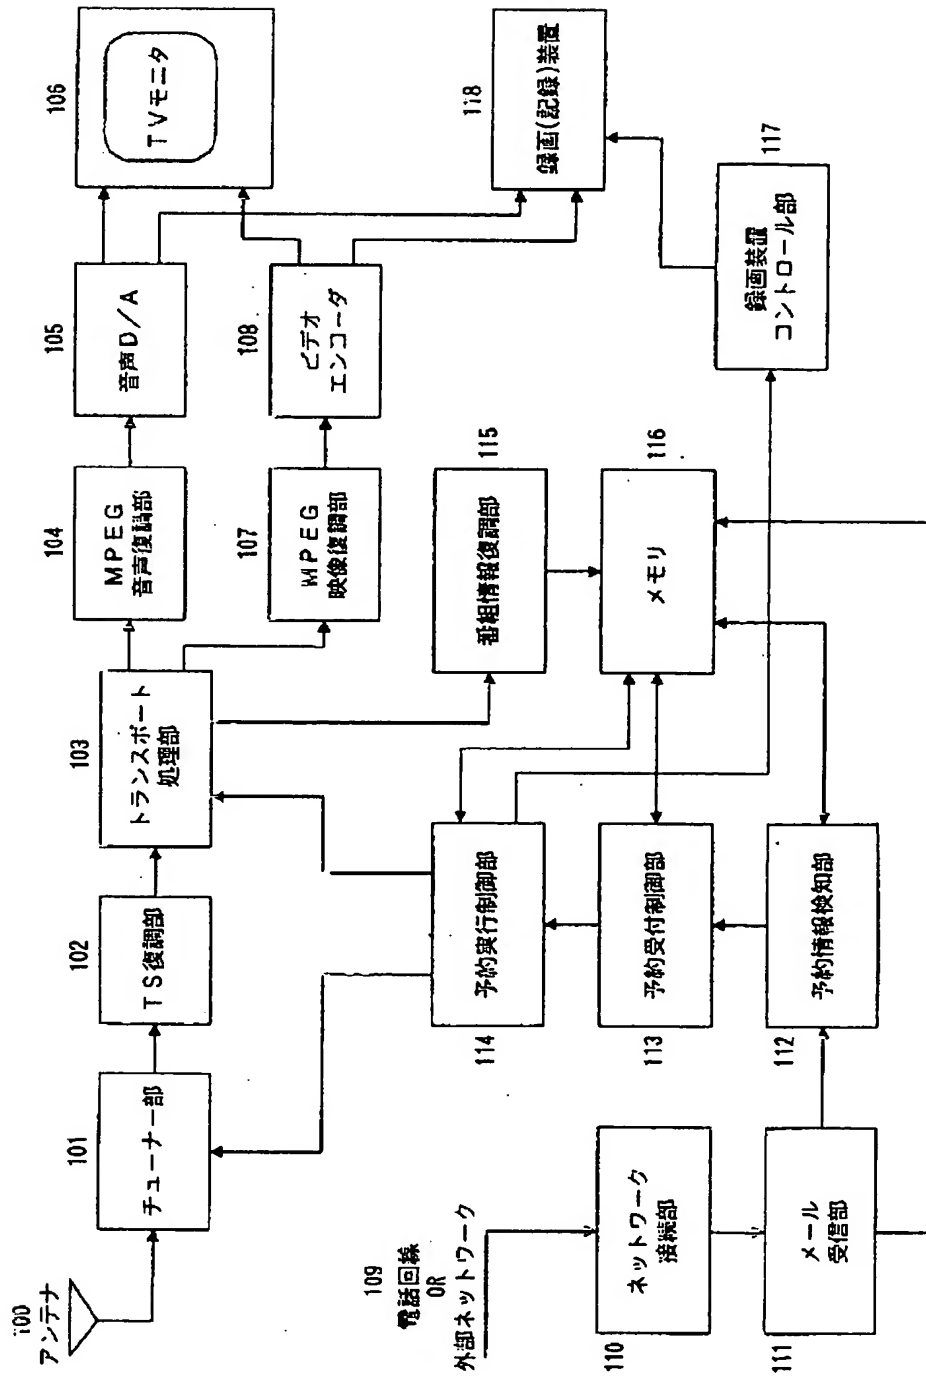 100
アンテナ
101
チューナー部
102
TS復調部
103
トランスポート
処理部
104
MPEG
音声復調部
105
音声D/A
106
TVモニタ
107
MPEG
映像復調部
108
ビデオ
エンコーダ
109
電話回線
OR
外部ネットワーク
110
ネットワーク
接続部
111
メール
受信部
112
予約情報検知部
113
予約受付制御部
114
予約実行制御部
115
番組情報復調部
116
メモリ
117
録画装置
コントロール部
118
録画(記録)装置